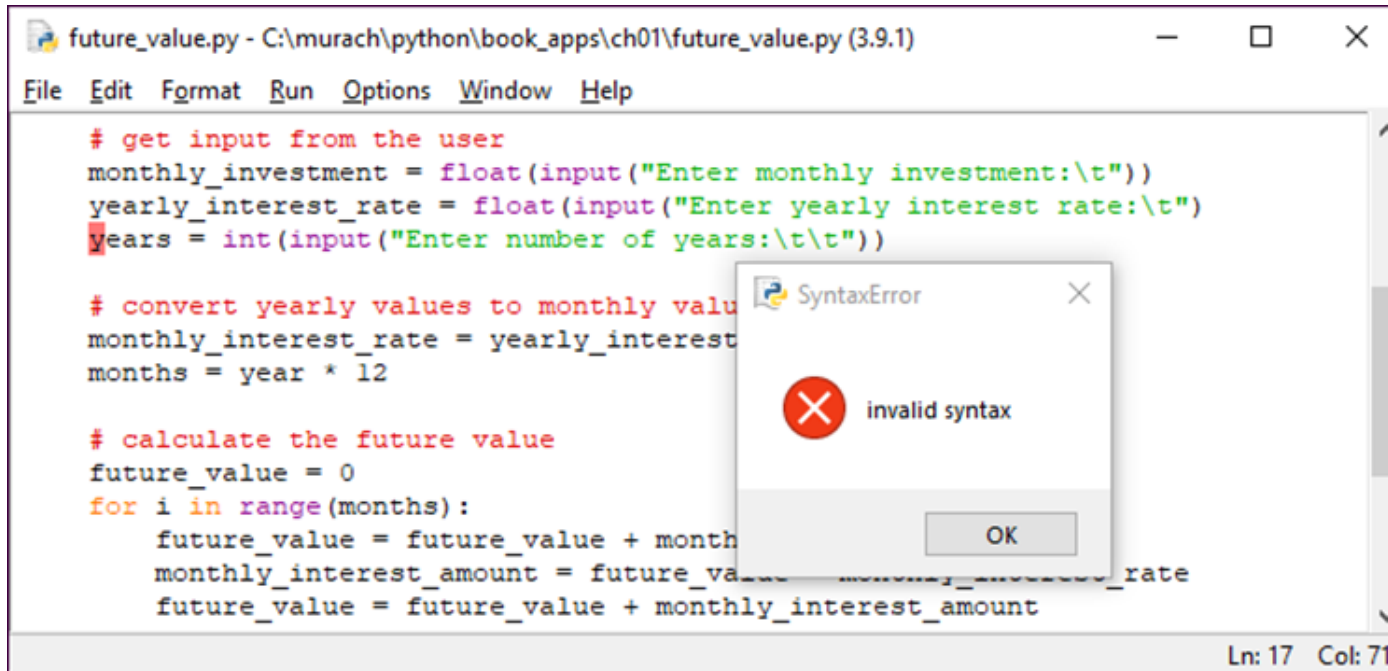 future_value.py - C:\murach\python\book_apps\ch01\future_value.py (3.9.1)
File Edit Format Run Options Window Help
# get input from the user
monthly_investment = float(input("Enter monthly investment:\t"))
yearly_interest_rate = float(input("Enter yearly interest rate:\t")
years = int(input("Enter number of years:\t\t"))
# convert yearly values to monthly valu
monthly_interest_rate = yearly_interest
months = year * 12
# calculate the future value
future_value = 0
for i in range(months):
future_value = future_value + month
monthly_interest_amount = future_value * monthly_interest_rate
future_value = future_value + monthly_interest_amount
SyntaxError
invalid syntax
OK
Ln: 17 Col: 71